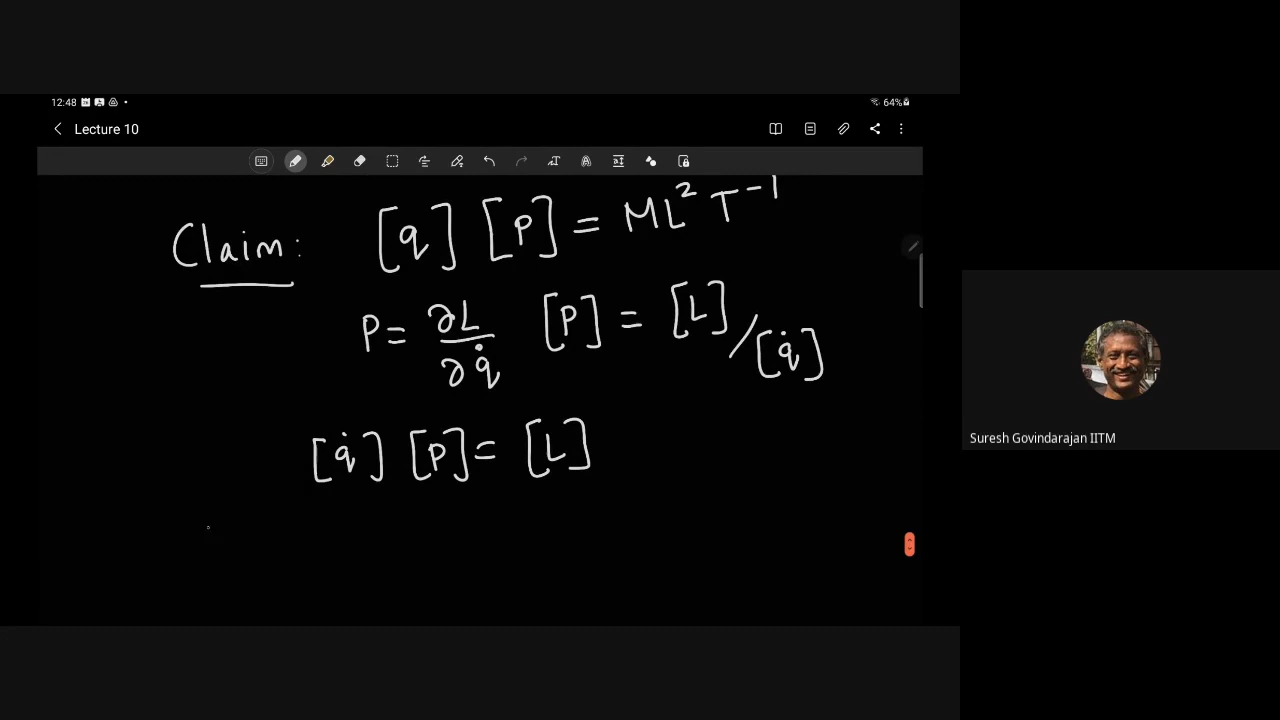 12:48
64%
Lecture 10
Claim: [q] [p] = ML² T⁻¹
p = ∂L/∂q̇ [p] = [L]/[q̇]
[q̇] [p] = [L]
Suresh Govindarajan IITM